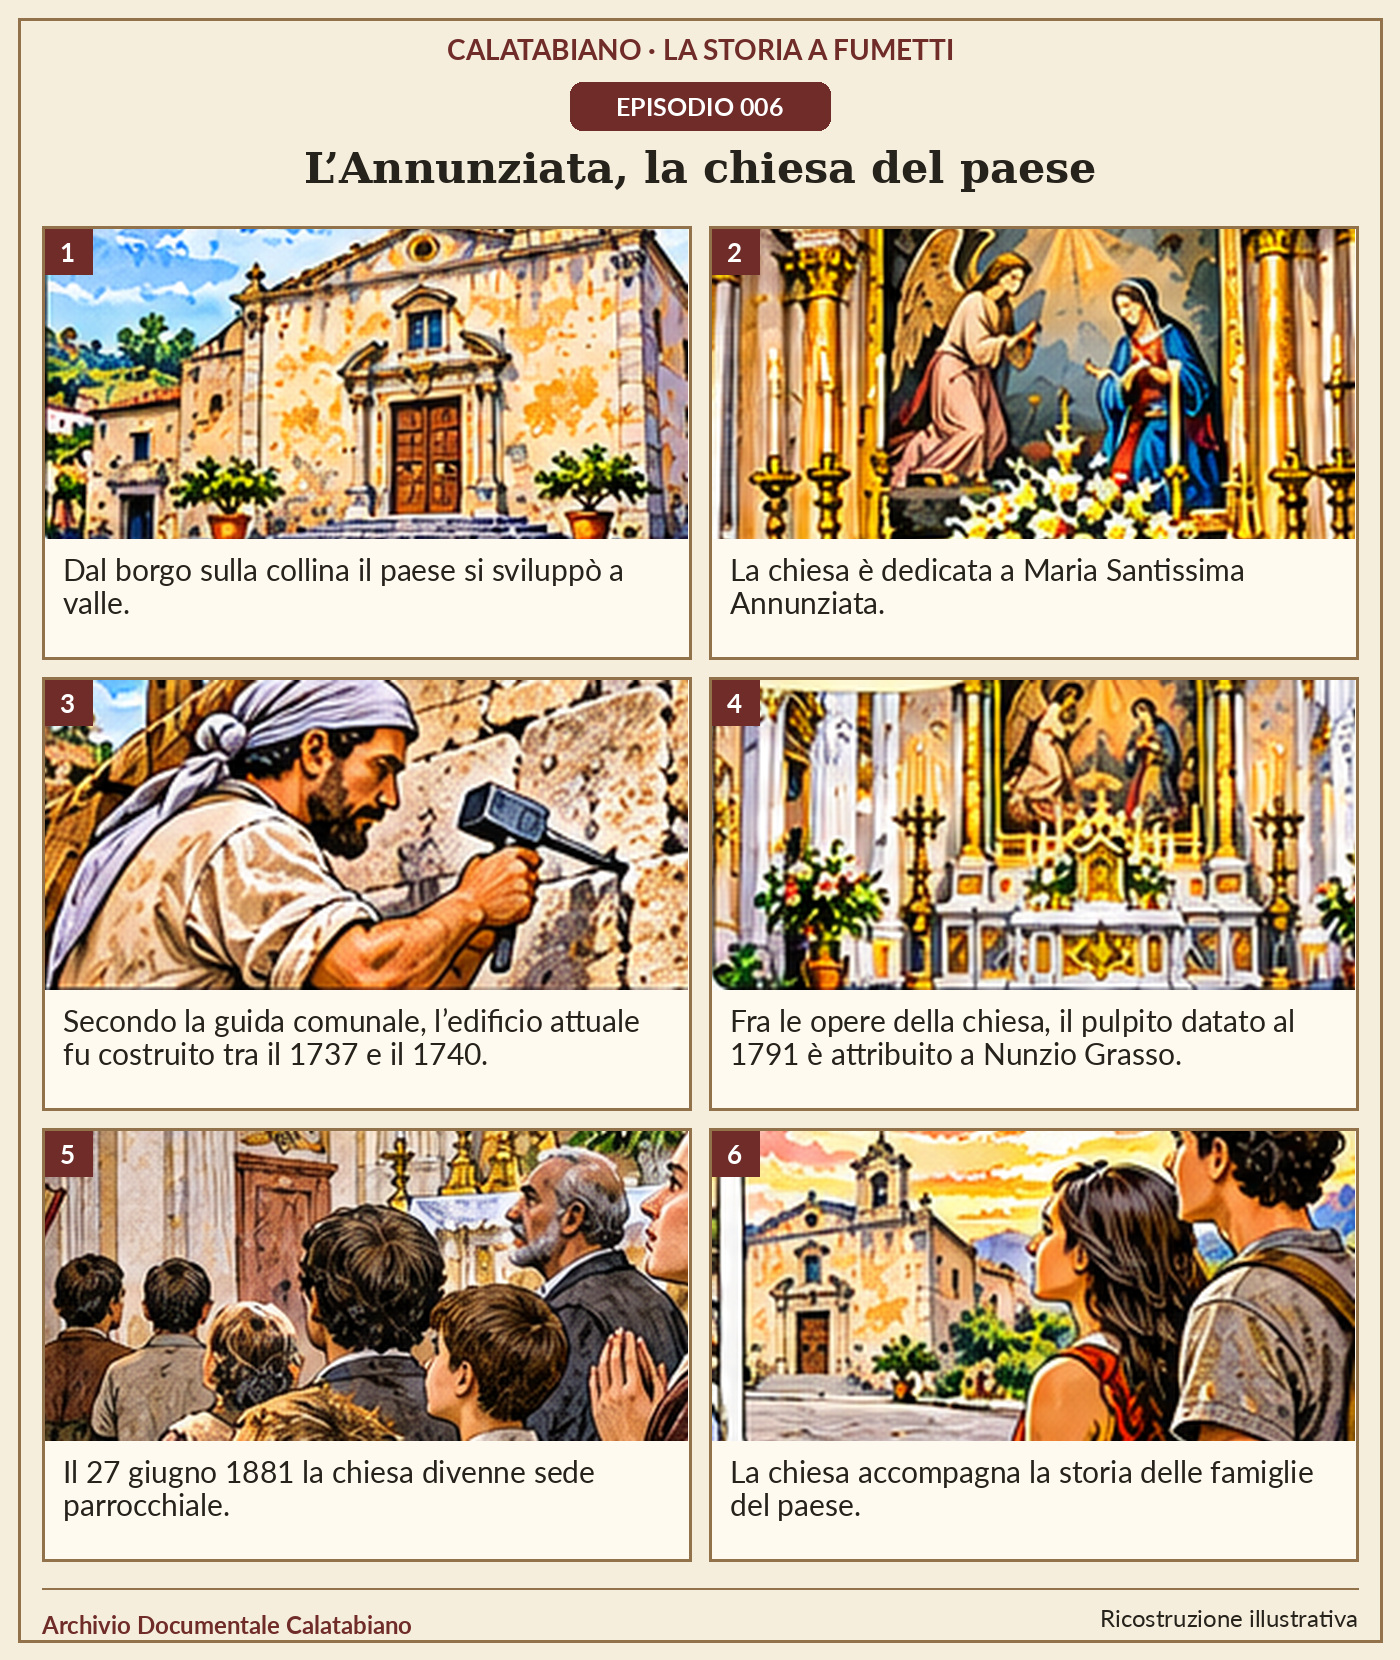 CALATABIANO · LA STORIA A FUMETTI
EPISODIO 006
L’Annunziata, la chiesa del paese
1
Dal borgo sulla collina il paese si sviluppò a
valle.
2
La chiesa è dedicata a Maria Santissima
Annunziata.
3
Secondo la guida comunale, l’edificio attuale
fu costruito tra il 1737 e il 1740.
4
Fra le opere della chiesa, il pulpito datato al
1791 è attribuito a Nunzio Grasso.
5
Il 27 giugno 1881 la chiesa divenne sede
parrocchiale.
6
La chiesa accompagna la storia delle famiglie
del paese.
Archivio Documentale Calatabiano
Ricostruzione illustrativa